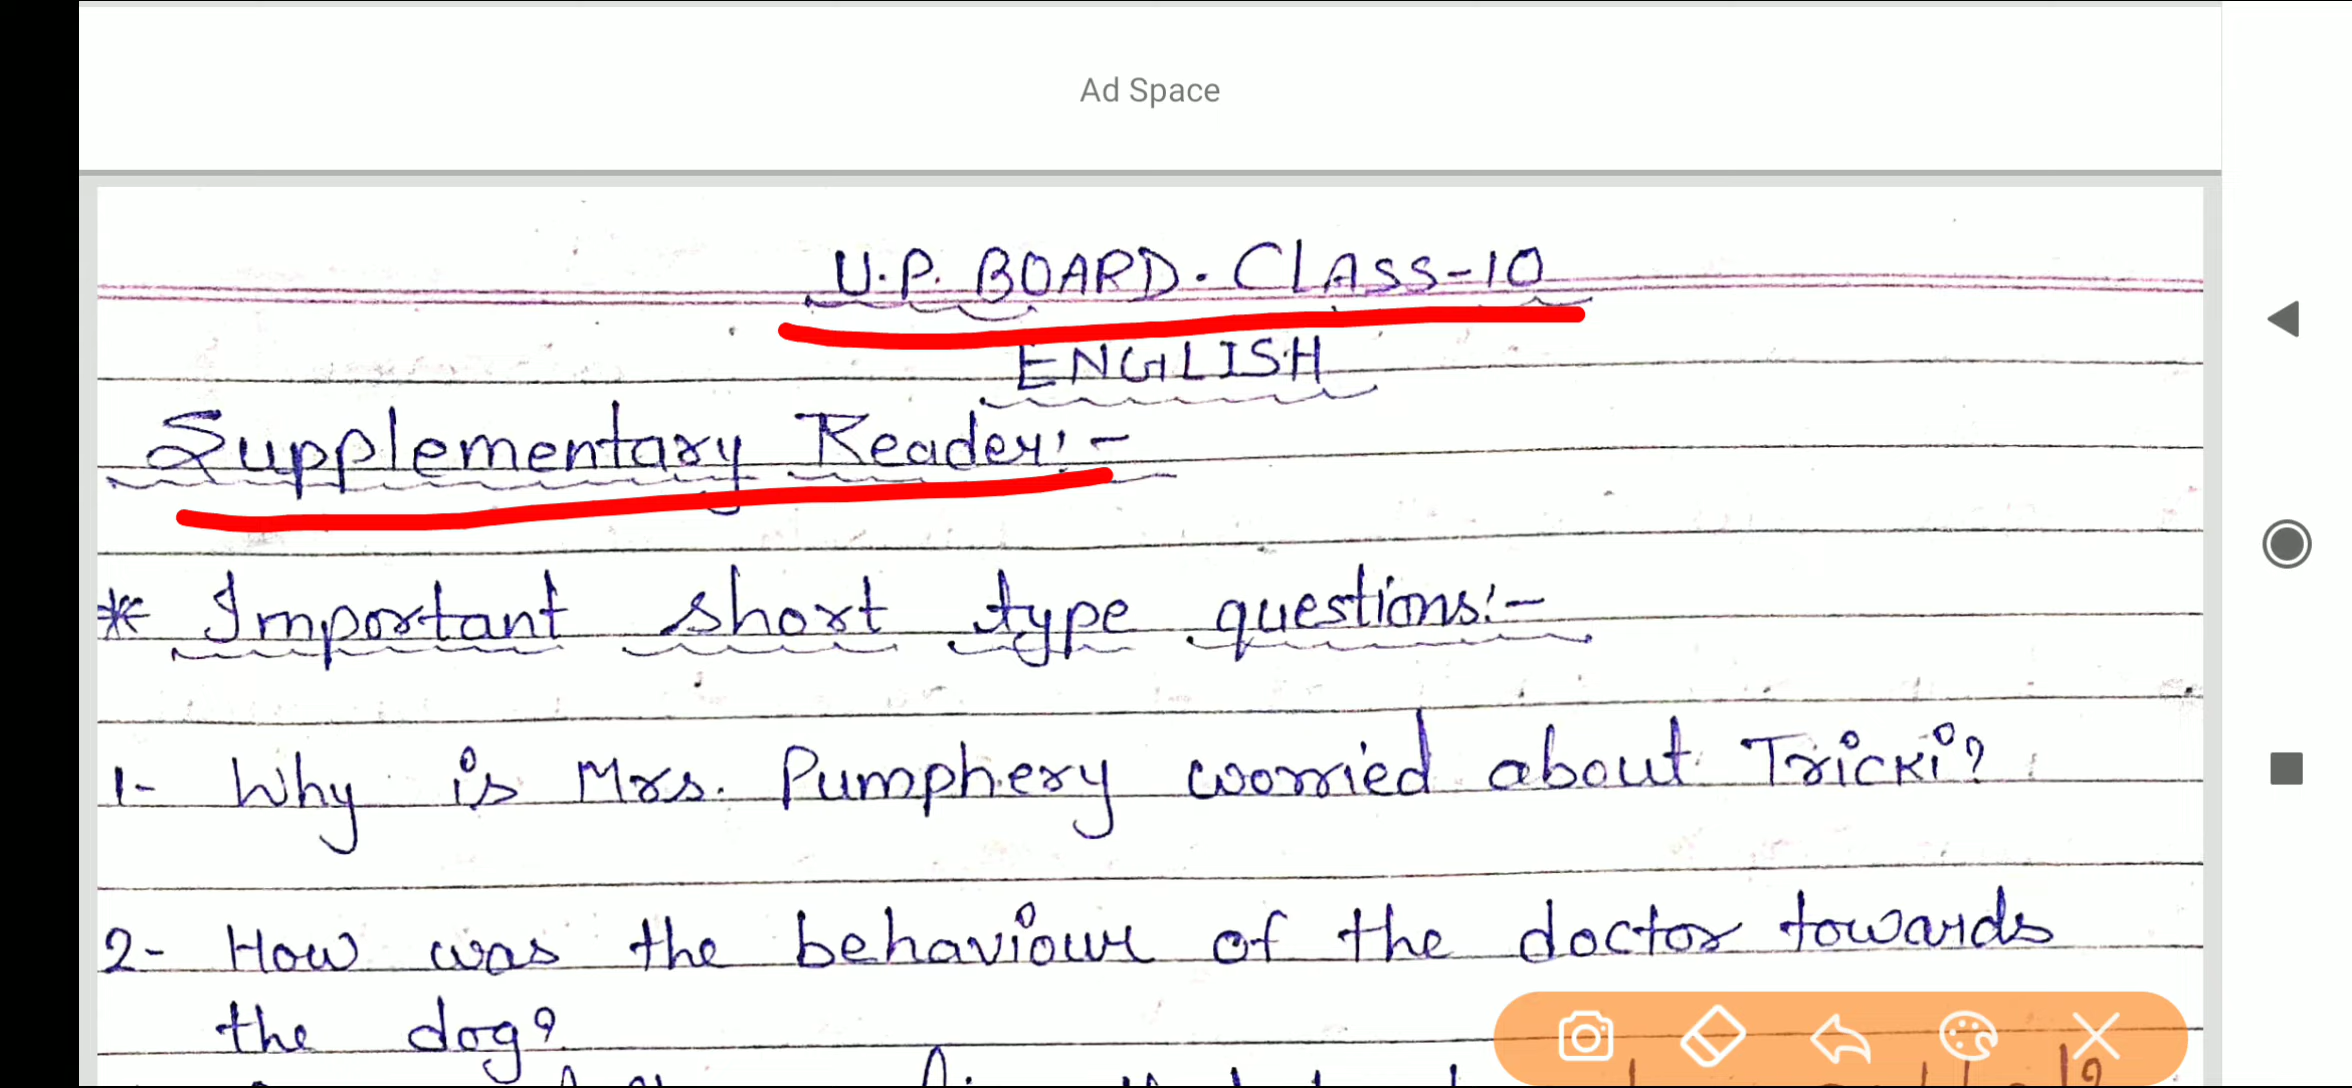 Ad Space
U.P. BOARD. CLASS-10
ENGLISH
Supplementary Reader:-
* Important short type questions:-
1- Why is Mrs. Pumphery worried about Tricki?
2- How was the behaviour of the doctor towards
the dog?